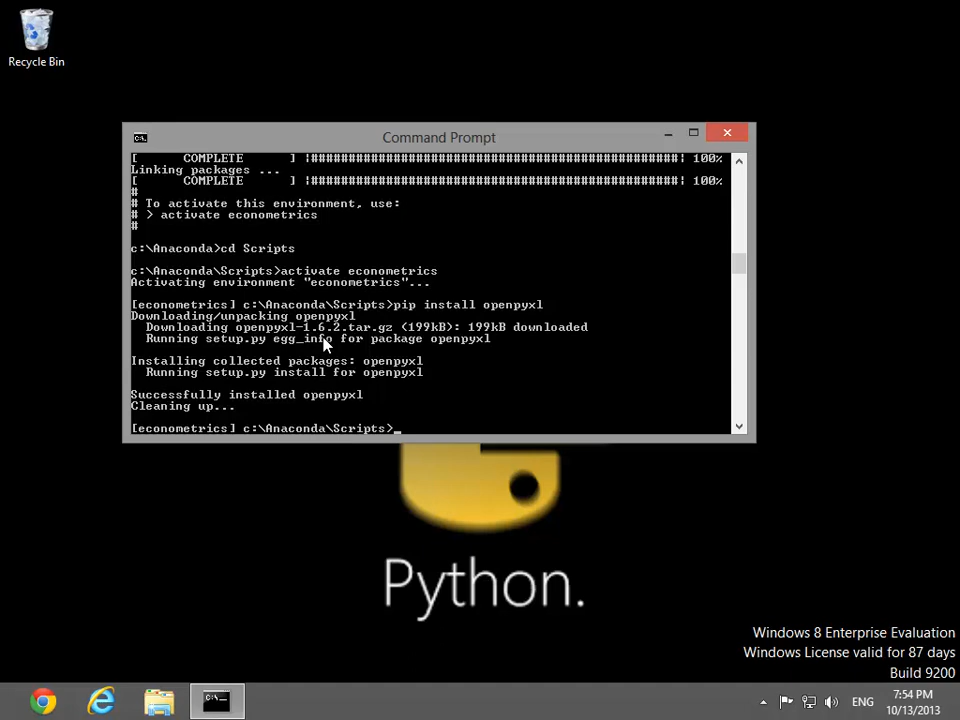 Recycle Bin
Command Prompt
[       COMPLETE      ] |##################################################| 100%
Linking packages ...
[       COMPLETE      ] |##################################################| 100%
#
# To activate this environment, use:
# > activate econometrics
#
c:\Anaconda>cd Scripts
c:\Anaconda\Scripts>activate econometrics
Activating environment "econometrics"...
[econometrics] c:\Anaconda\Scripts>pip install openpyxl
Downloading/unpacking openpyxl
  Downloading openpyxl-1.6.2.tar.gz (199kB): 199kB downloaded
  Running setup.py egg_info for package openpyxl
Installing collected packages: openpyxl
  Running setup.py install for openpyxl
Successfully installed openpyxl
Cleaning up...
[econometrics] c:\Anaconda\Scripts>_
Python.
Windows 8 Enterprise Evaluation
Windows License valid for 87 days
Build 9200
ENG
7:54 PM
10/13/2013